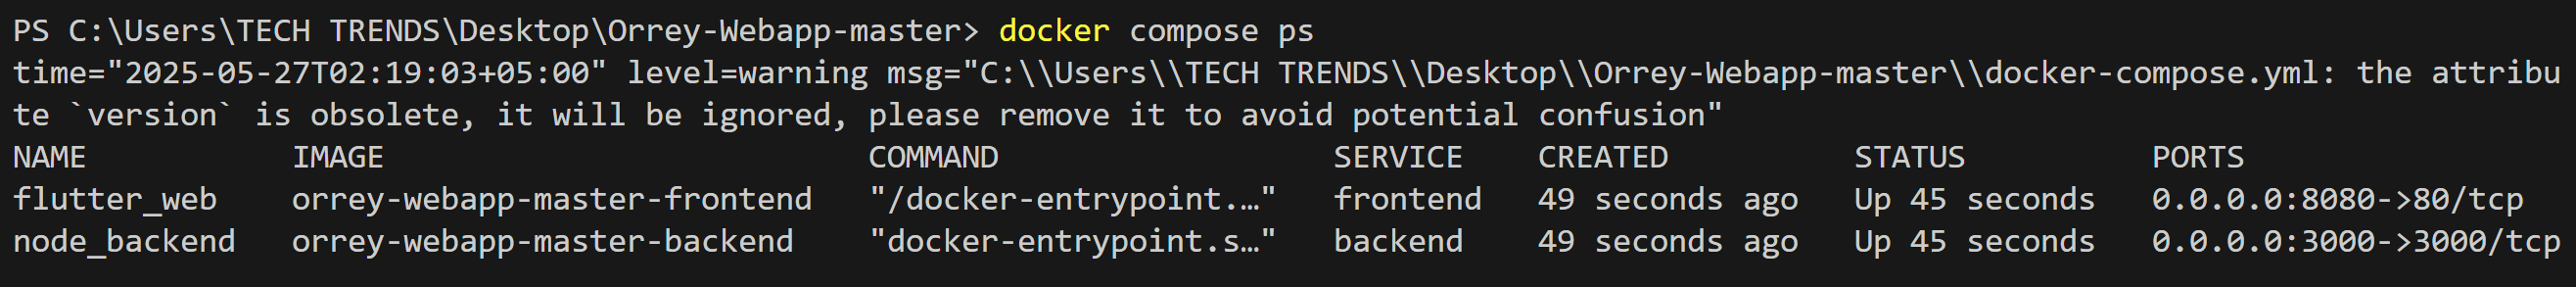 PS C:\Users\TECH TRENDS\Desktop\Orrey-Webapp-master> docker compose ps
time="2025-05-27T02:19:03+05:00" level=warning msg="C:\\Users\\TECH TRENDS\\Desktop\\Orrey-Webapp-master\\docker-compose.yml: the attribu
te `version` is obsolete, it will be ignored, please remove it to avoid potential confusion"
NAME           IMAGE                          COMMAND                  SERVICE    CREATED          STATUS          PORTS
flutter_web    orrey-webapp-master-frontend   "/docker-entrypoint.…"   frontend   49 seconds ago   Up 45 seconds   0.0.0.0:8080->80/tcp
node_backend   orrey-webapp-master-backend    "docker-entrypoint.s…"   backend    49 seconds ago   Up 45 seconds   0.0.0.0:3000->3000/tcp